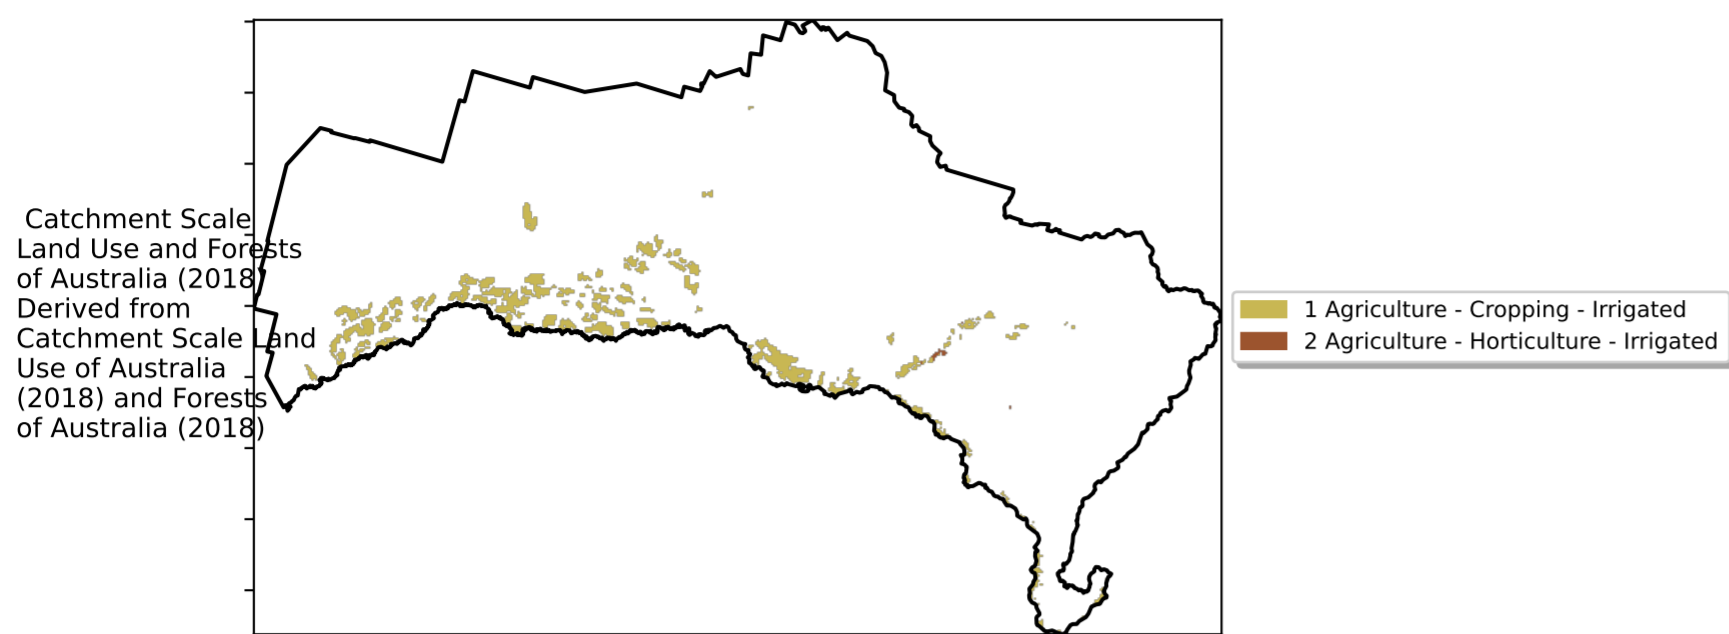 Catchment Scale
Land Use and Forests
of Australia (2018)
Derived from
Catchment Scale Land
Use of Australia
(2018) and Forests
of Australia (2018)
1 Agriculture - Cropping - Irrigated
2 Agriculture - Horticulture - Irrigated